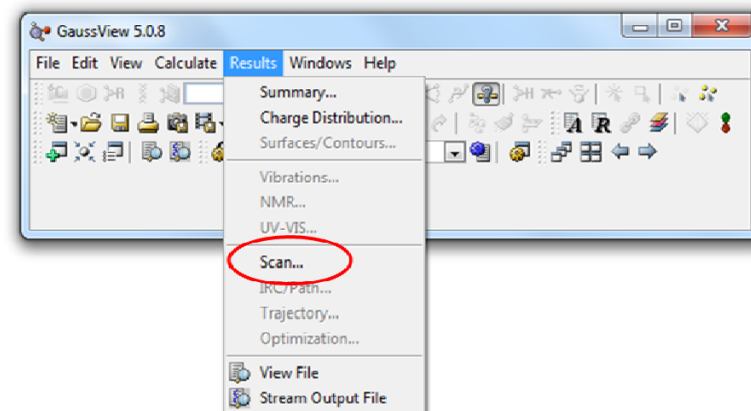 GaussView 5.0.8
File Edit View Calculate Results Windows Help
Summary...
Charge Distribution...
Surfaces/Contours...
Vibrations...
NMR...
UV-VIS...
Scan...
IRC/Path...
Trajectory...
Optimization...
View File
Stream Output File